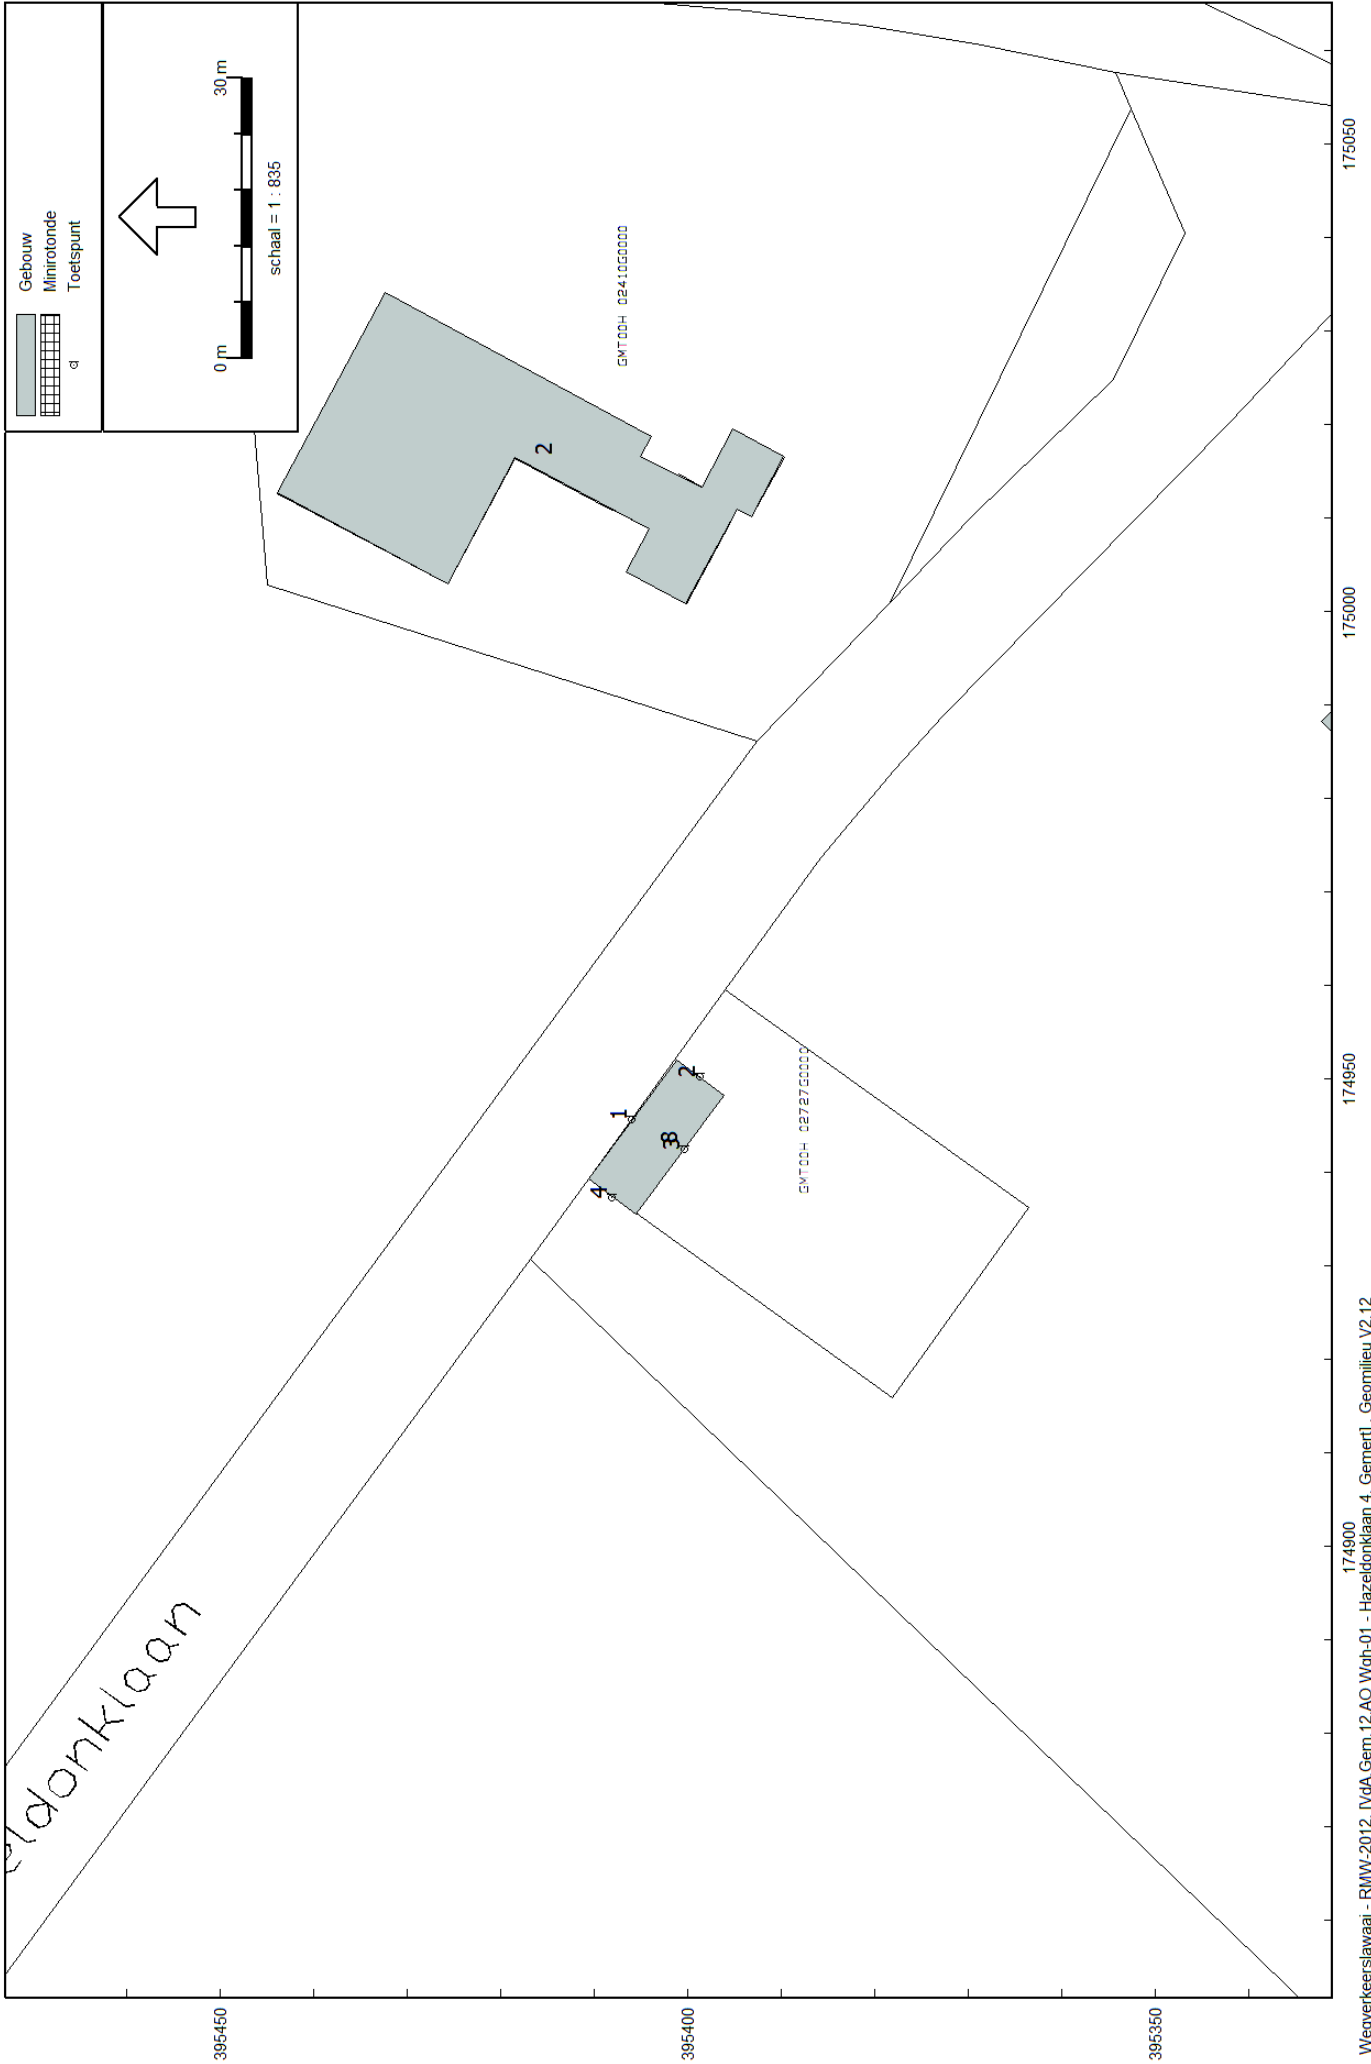 Gebouw
Minirotonde
Toetspunt
0 m
30 m
schaal = 1 : 835
eldonklaan
2
GMT00H 02410G0000
4
1
3
8
2
GMT00H 02727G0000
395450
395400
395350
174900
174950
175000
175050
Wegverkeerslawaai - RMW-2012, [VdA.Gem.12.AO Wgh-01 - Hazeldonklaan 4, Gemert] , Geomilieu V2.12